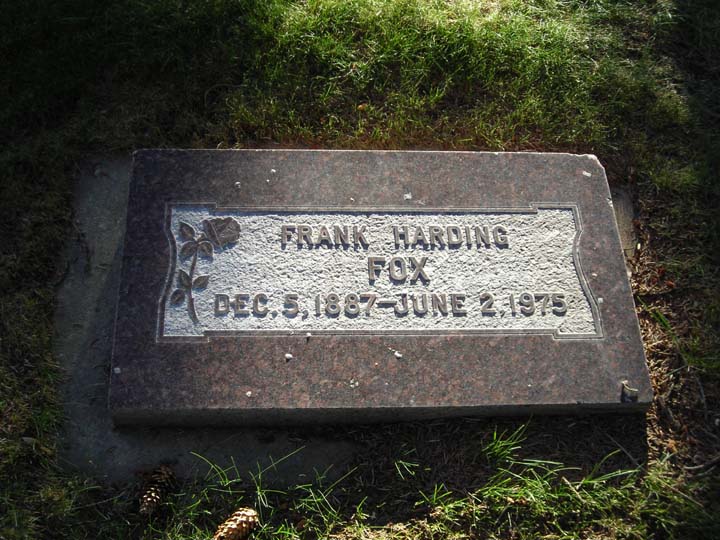 FRANK HARDING
FOX
DEC. 5, 1887-JUNE 2, 1975